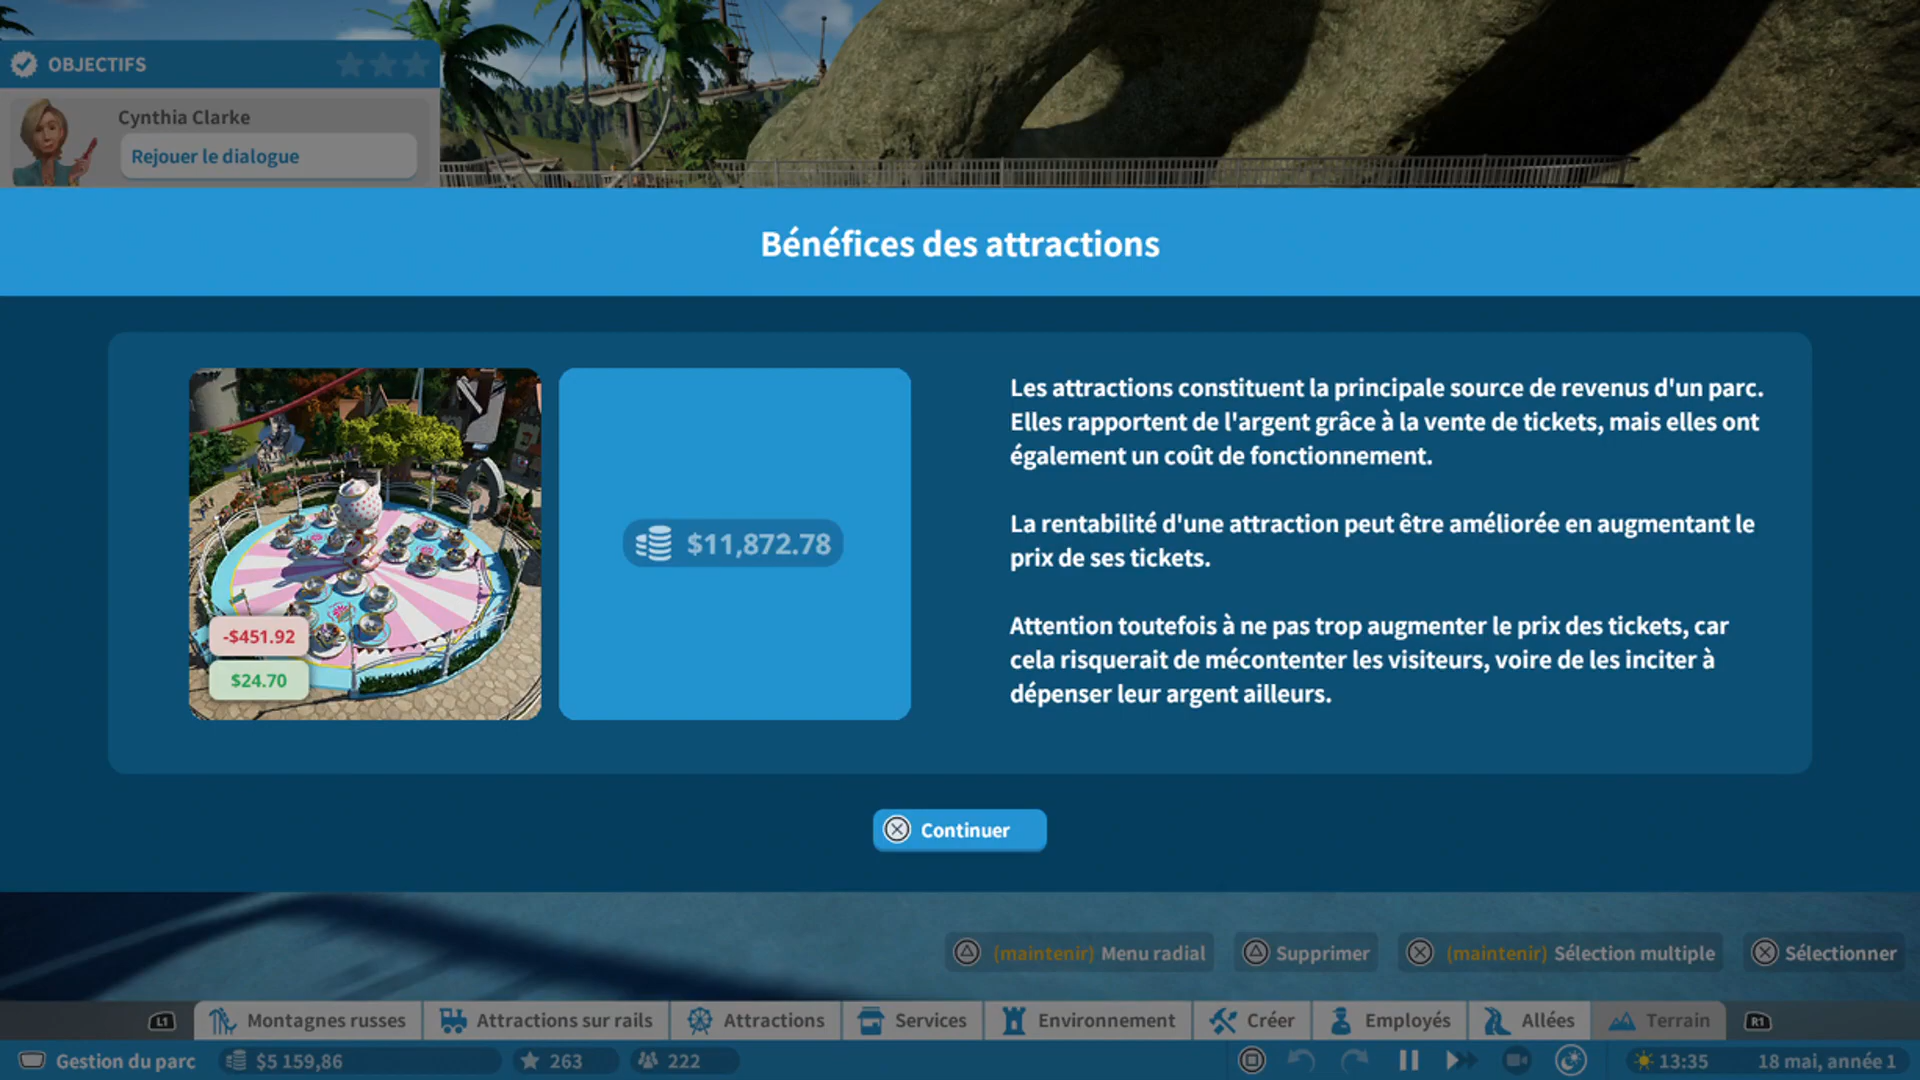 OBJECTIFS
Cynthia Clarke
Rejouer le dialogue
Bénéfices des attractions
-$451.92
$24.70
$11,872.78
Les attractions constituent la principale source de revenus d'un parc.
Elles rapportent de l'argent grâce à la vente de tickets, mais elles ont
également un coût de fonctionnement.
La rentabilité d'une attraction peut être améliorée en augmentant le
prix de ses tickets.
Attention toutefois à ne pas trop augmenter le prix des tickets, car
cela risquerait de mécontenter les visiteurs, voire de les inciter à
dépenser leur argent ailleurs.
Continuer
(maintenir) Menu radial Supprimer (maintenir) Sélection multiple Sélectionner
L1 Montagnes russes Attractions sur rails Attractions Services Environnement Créer Employés Allées Terrain R1
Gestion du parc $5 159,86 263 222 13:35 18 mai, année 1